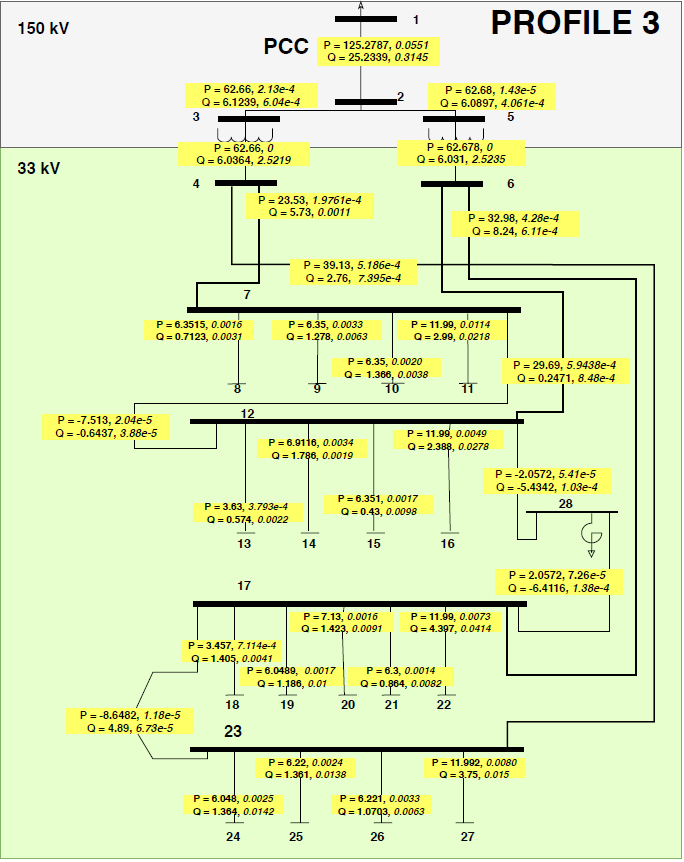 150 kV
1
PROFILE 3
PCC
P = 125.2787, 0.0551
Q = 25.2339, 0.3145
2
P = 62.66, 2.13e-4
Q = 6.1239, 6.04e-4
P = 62.68, 1.43e-5
Q = 6.0897, 4.061e-4
3
5
P = 62.66, 0
Q = 6.0364, 2.5219
P = 62.678, 0
Q = 6.031, 2.5235
33 kV
4
6
P = 23.53, 1.9761e-4
Q = 5.73, 0.0011
P = 32.98, 4.28e-4
Q = 8.24, 6.11e-4
P = 39.13, 5.186e-4
Q = 2.76, 7.395e-4
7
P = 6.3515, 0.0016
Q = 0.7123, 0.0031
P = 6.35, 0.0033
Q = 1.278, 0.0063
P = 11.99, 0.0114
Q = 2.99, 0.0218
P = 6.35, 0.0020
Q = 1.366, 0.0038
P = 29.69, 5.9438e-4
Q = 0.2471, 8.48e-4
8
9
10
11
P = -7.513, 2.04e-5
Q = -0.6437, 3.88e-5
12
P = 6.9116, 0.0034
Q = 1.786, 0.0019
P = 11.99, 0.0049
Q = 2.388, 0.0278
P = -2.0572, 5.41e-5
Q = -5.4342, 1.03e-4
P = 3.63, 3.793e-4
Q = 0.574, 0.0022
P = 6.351, 0.0017
Q = 0.43, 0.0098
28
13
14
15
16
P = 2.0572, 7.26e-5
Q = -6.4116, 1.38e-4
17
P = 7.13, 0.0016
Q = 1.423, 0.0091
P = 11.99, 0.0073
Q = 4.397, 0.0414
P = 3.457, 7.114e-4
Q = 1.405, 0.0041
P = 6.0489, 0.0017
Q = 1.186, 0.01
P = 6.3, 0.0014
Q = 0.864, 0.0082
18
19
20
21
22
P = -8.6482, 1.18e-5
Q = 4.89, 6.73e-5
23
P = 6.22, 0.0024
Q = 1.361, 0.0138
P = 11.992, 0.0080
Q = 3.75, 0.015
P = 6.048, 0.0025
Q = 1.364, 0.0142
P = 6.221, 0.0033
Q = 1.0703, 0.0063
24
25
26
27